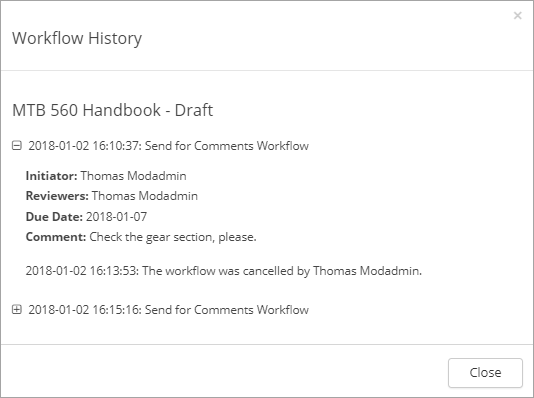 Workflow History
MTB 560 Handbook - Draft
2018-01-02 16:10:37: Send for Comments Workflow
Initiator: Thomas Modadmin
Reviewers: Thomas Modadmin
Due Date: 2018-01-07
Comment: Check the gear section, please.
2018-01-02 16:13:53: The workflow was cancelled by Thomas Modadmin.
2018-01-02 16:15:16: Send for Comments Workflow
Close